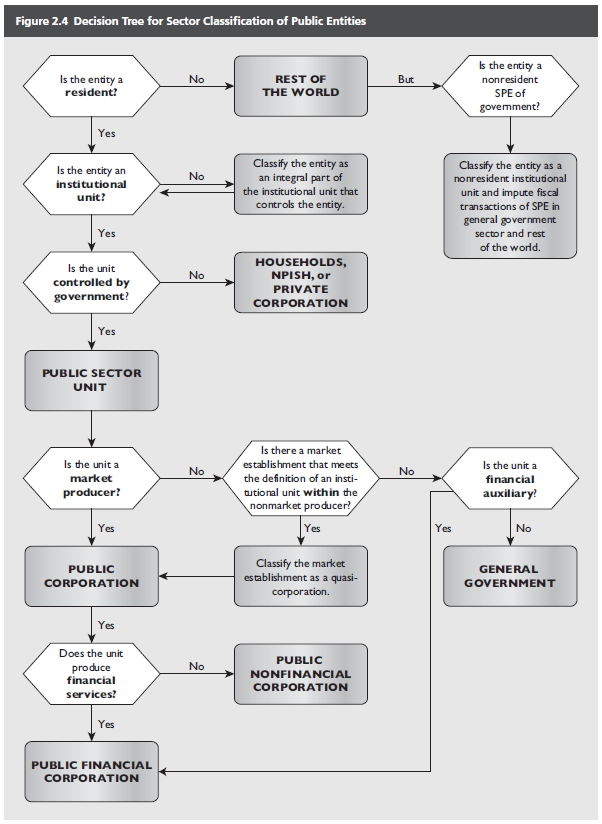 Figure 2.4 Decision Tree for Sector Classification of Public Entities
Is the entity a
resident?
No
REST OF
THE WORLD
But
Is the entity a
nonresident
SPE of
government?
Yes
Is the entity an
institutional
unit?
No
Classify the entity as
an integral part of
the institutional unit that
controls the entity.
Classify the entity as a
nonresident institutional
unit and impute fiscal
transactions of SPE in
general government
sector and rest
of the world.
Yes
Is the unit
controlled by
government?
No
HOUSEHOLDS,
NPISH, or
PRIVATE
CORPORATION
Yes
PUBLIC SECTOR
UNIT
Is the unit a
market
producer?
No
Is there a market
establishment that meets
the definition of an insti-
tutional unit within the
nonmarket producer?
No
Is the unit a
financial
auxiliary?
Yes
Yes
Yes
No
PUBLIC
CORPORATION
Classify the market
establishment as a quasi-
corporation.
GENERAL
GOVERNMENT
Yes
Does the unit
produce
financial
services?
No
PUBLIC
NONFINANCIAL
CORPORATION
Yes
PUBLIC FINANCIAL
CORPORATION